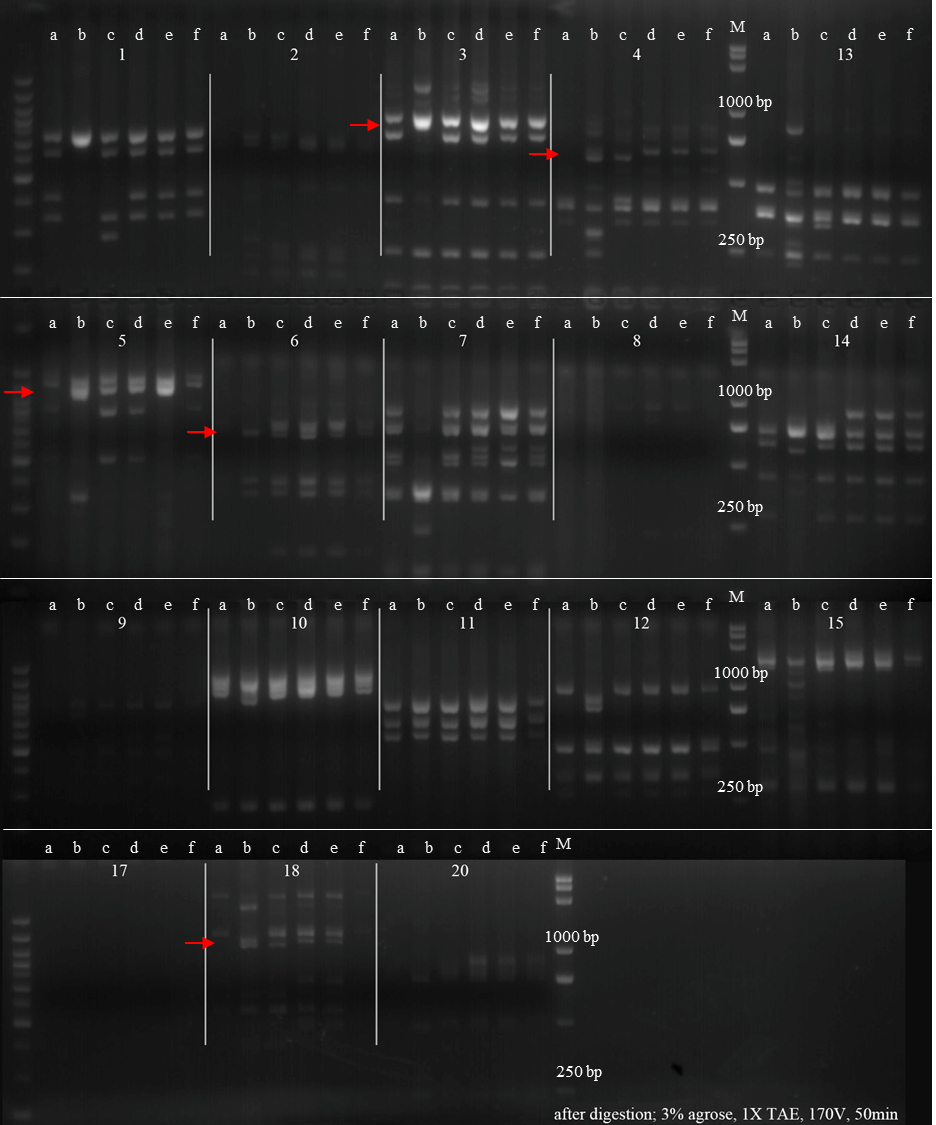 a b c d e f a b c d e f a b c d e f a b c d e f M a b c d e f
1 2 3 4 13
1000 bp
250 bp
a b c d e f a b c d e f a b c d e f a b c d e f M a b c d e f
5 6 7 8 14
1000 bp
250 bp
a b c d e f a b c d e f a b c d e f a b c d e f M a b c d e f
9 10 11 12 15
1000 bp
250 bp
a b c d e f a b c d e f a b c d e f M
17 18 20
1000 bp
250 bp
after digestion; 3% agrose, 1X TAE, 170V, 50min